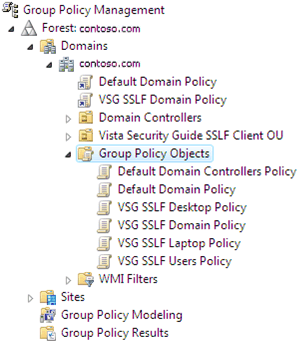 Group Policy Management
Forest: contoso.com
Domains
contoso.com
Default Domain Policy
VSG SSLF Domain Policy
Domain Controllers
Vista Security Guide SSLF Client OU
Group Policy Objects
Default Domain Controllers Policy
Default Domain Policy
VSG SSLF Desktop Policy
VSG SSLF Domain Policy
VSG SSLF Laptop Policy
VSG SSLF Users Policy
WMI Filters
Sites
Group Policy Modeling
Group Policy Results